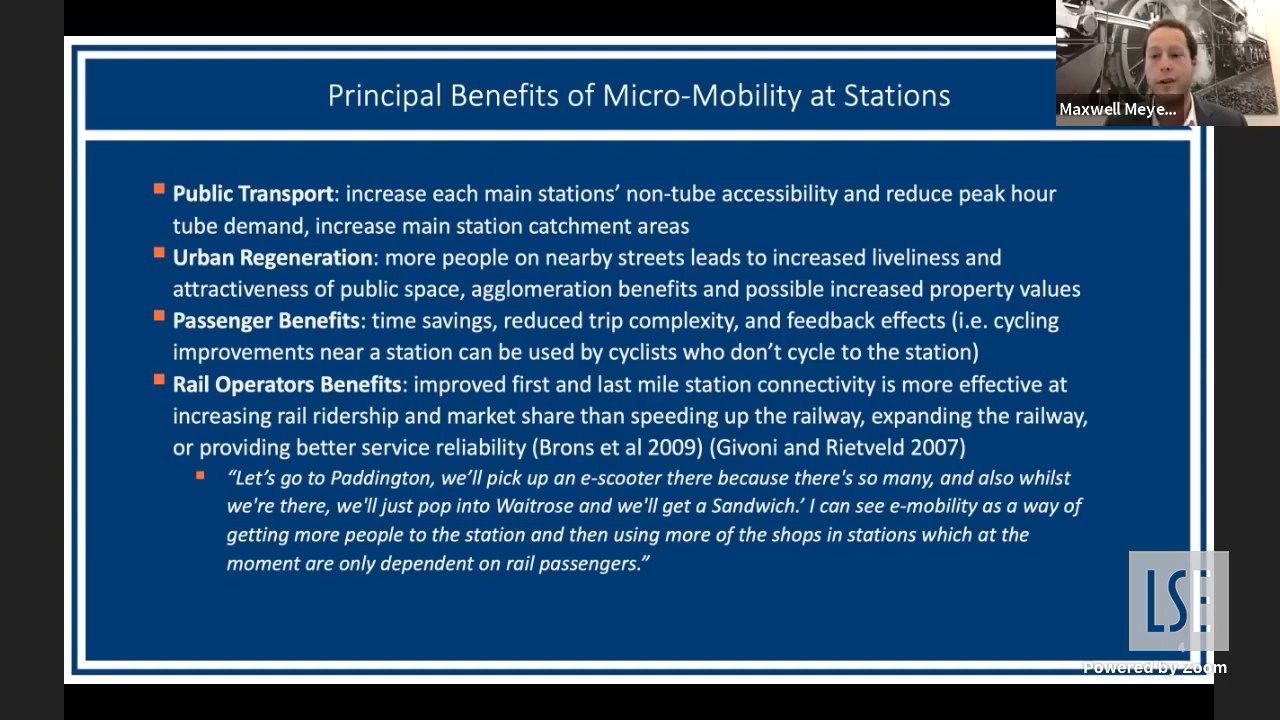 Principal Benefits of Micro-Mobility at Stations
Maxwell Meye...
Public Transport: increase each main stations’ non-tube accessibility and reduce peak hour
tube demand, increase main station catchment areas
Urban Regeneration: more people on nearby streets leads to increased liveliness and
attractiveness of public space, agglomeration benefits and possible increased property values
Passenger Benefits: time savings, reduced trip complexity, and feedback effects (i.e. cycling
improvements near a station can be used by cyclists who don’t cycle to the station)
Rail Operators Benefits: improved first and last mile station connectivity is more effective at
increasing rail ridership and market share than speeding up the railway, expanding the railway,
or providing better service reliability (Brons et al 2009) (Givoni and Rietveld 2007)
“Let’s go to Paddington, we’ll pick up an e-scooter there because there's so many, and also whilst
we're there, we'll just pop into Waitrose and we'll get a Sandwich.’ I can see e-mobility as a way of
getting more people to the station and then using more of the shops in stations which at the
moment are only dependent on rail passengers.”
LSE
4
Powered by Zoom